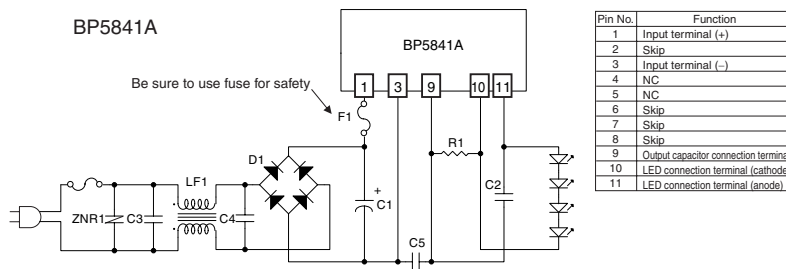 BP5841A
BP5841A
1 3 9 10 11
Be sure to use fuse for safety
F1
D1
R1
LF1
+
C1
C2
ZNR1
C3
C4
C5
Pin No. Function
1 Input terminal (+)
2 Skip
3 Input terminal (–)
4 NC
5 NC
6 Skip
7 Skip
8 Skip
9 Output capacitor connection termina
10 LED connection terminal (cathode
11 LED connection terminal (anode)